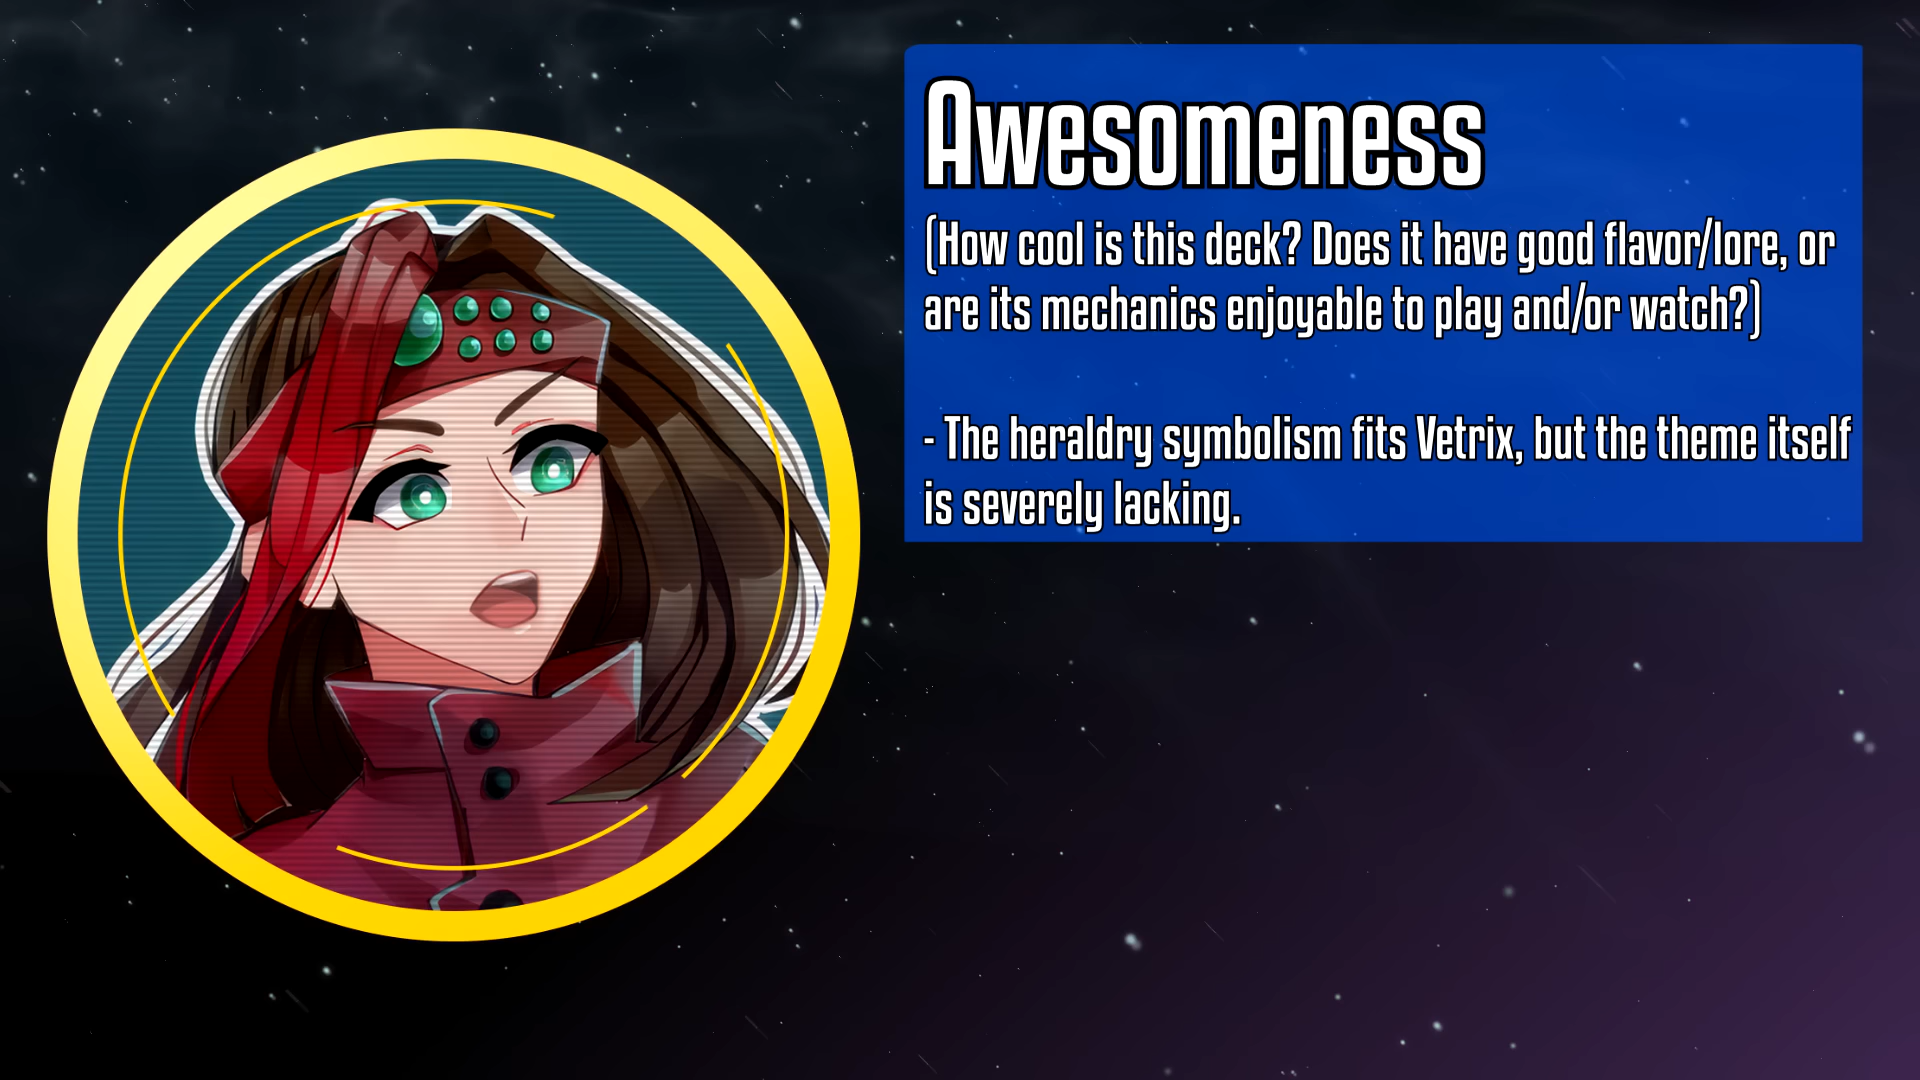 Awesomeness
(How cool is this deck? Does it have good flavor/lore, or
are its mechanics enjoyable to play and/or watch?)
- The heraldry symbolism fits Vetrix, but the theme itself
is severely lacking.